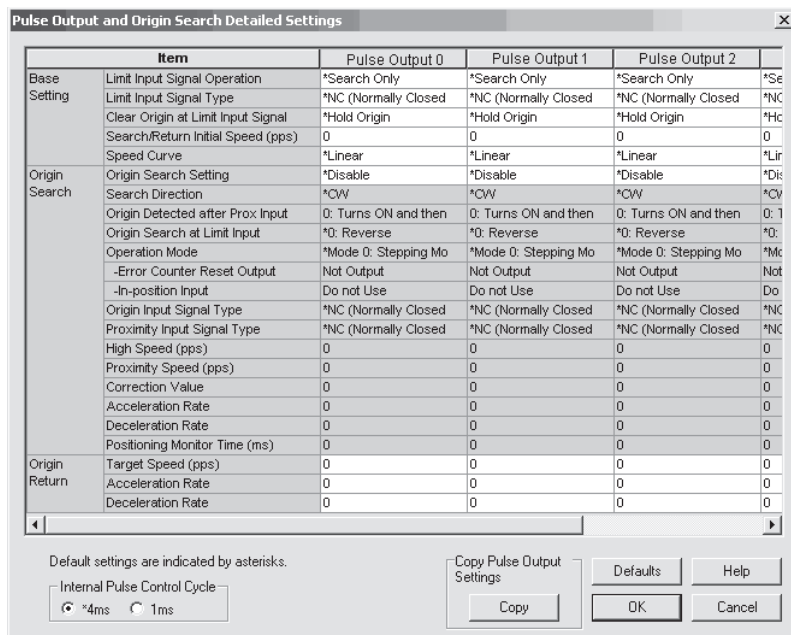 Pulse Output and Origin Search Detailed Settings
Item Pulse Output 0 Pulse Output 1 Pulse Output 2
Base Setting Limit Input Signal Operation *Search Only *Search Only *Search Only *Se
Limit Input Signal Type *NC (Normally Closed *NC (Normally Closed *NC (Normally Closed *NC
Clear Origin at Limit Input Signal *Hold Origin *Hold Origin *Hold Origin *Ho
Search/Return Initial Speed (pps) 0 0 0 0
Speed Curve *Linear *Linear *Linear *Lin
Origin Search Origin Search Setting *Disable *Disable *Disable *Dis
Search Direction *CW *CW *CW *CW
Origin Detected after Prox Input 0: Turns ON and then 0: Turns ON and then 0: Turns ON and then 0: T
Origin Search at Limit Input *0: Reverse *0: Reverse *0: Reverse *0:
Operation Mode *Mode 0: Stepping Mo *Mode 0: Stepping Mo *Mode 0: Stepping Mo *Mo
-Error Counter Reset Output Not Output Not Output Not Output Not
-In-position Input Do not Use Do not Use Do not Use Do
Origin Input Signal Type *NC (Normally Closed *NC (Normally Closed *NC (Normally Closed *NC
Proximity Input Signal Type *NC (Normally Closed *NC (Normally Closed *NC (Normally Closed *NC
High Speed (pps) 0 0 0 0
Proximity Speed (pps) 0 0 0 0
Correction Value 0 0 0 0
Acceleration Rate 0 0 0 0
Deceleration Rate 0 0 0 0
Positioning Monitor Time (ms) 0 0 0 0
Origin Return Target Speed (pps) 0 0 0 0
Acceleration Rate 0 0 0 0
Deceleration Rate 0 0 0 0
Default settings are indicated by asterisks.
Internal Pulse Control Cycle
*4ms 1ms
Copy Pulse Output Settings
Copy
Defaults Help
OK Cancel